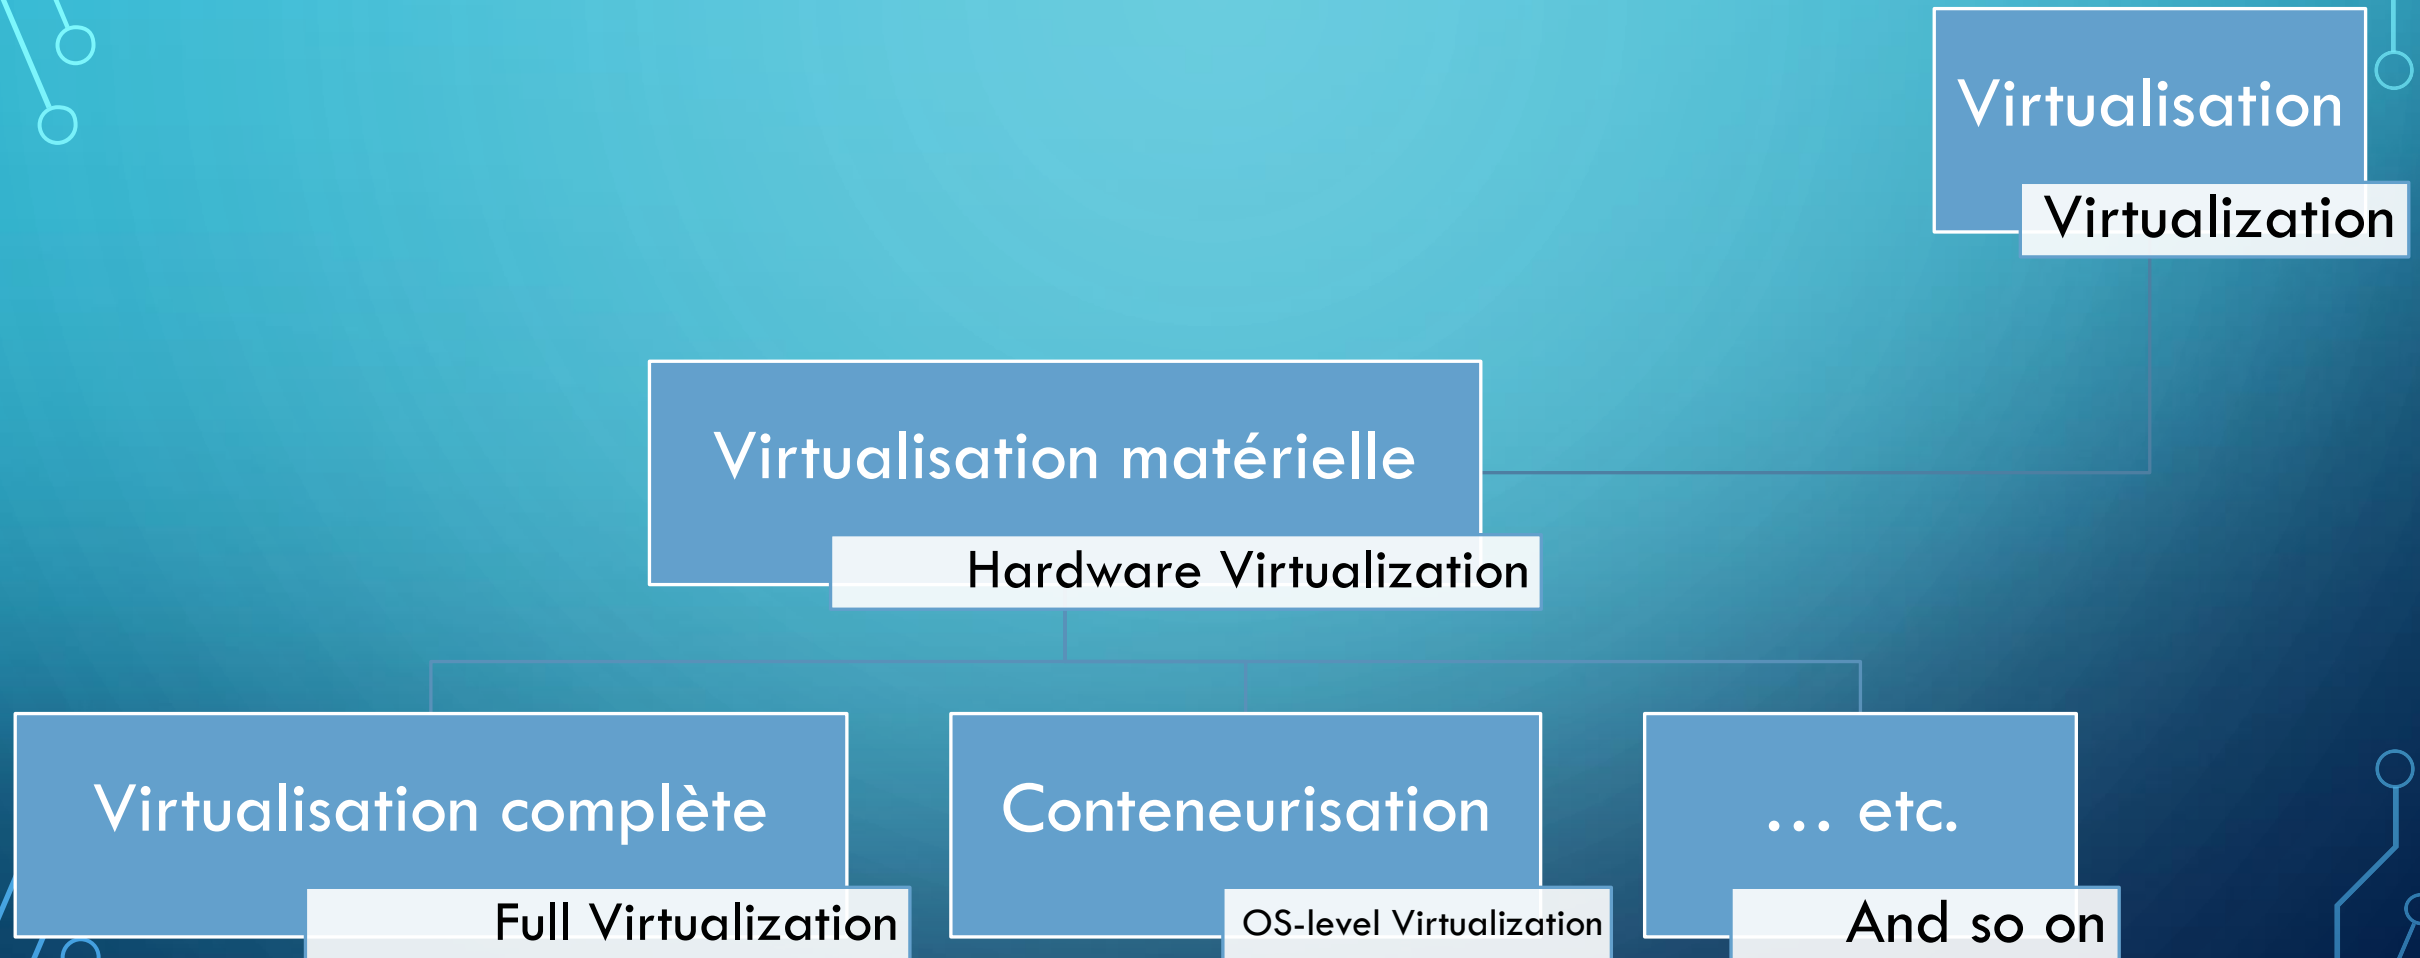 Virtualisation
Virtualization
Virtualisation matérielle
Hardware Virtualization
Virtualisation complète
Full Virtualization
Conteneurisation
OS-level Virtualization
... etc.
And so on